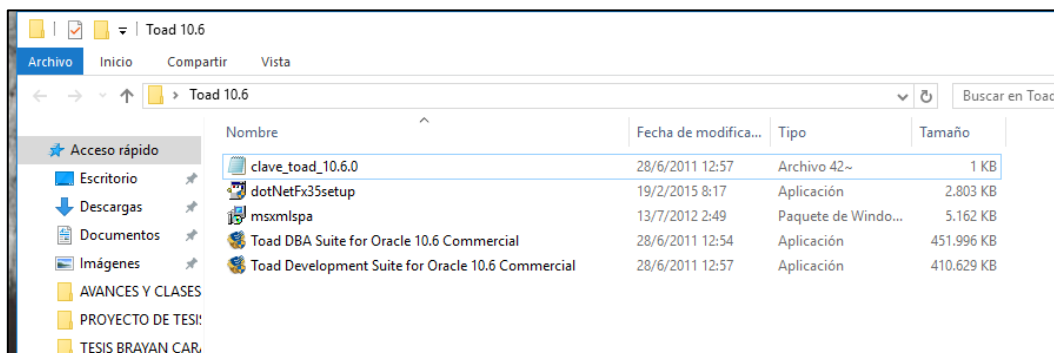 Toad 10.6
Archivo Inicio Compartir Vista
Toad 10.6 Buscar en Toad
Nombre Fecha de modifica... Tipo Tamaño
Acceso rápido
Escritorio
Descargas
Documentos
Imágenes
AVANCES Y CLASES
PROYECTO DE TESIS
TESIS BRAYAN CAR
clave_toad_10.6.0 28/6/2011 12:57 Archivo 42~ 1 KB
dotNetFx35setup 19/2/2015 8:17 Aplicación 2.803 KB
msxmlspa 13/7/2012 2:49 Paquete de Windo... 5.162 KB
Toad DBA Suite for Oracle 10.6 Commercial 28/6/2011 12:54 Aplicación 451.996 KB
Toad Development Suite for Oracle 10.6 Commercial 28/6/2011 12:57 Aplicación 410.629 KB